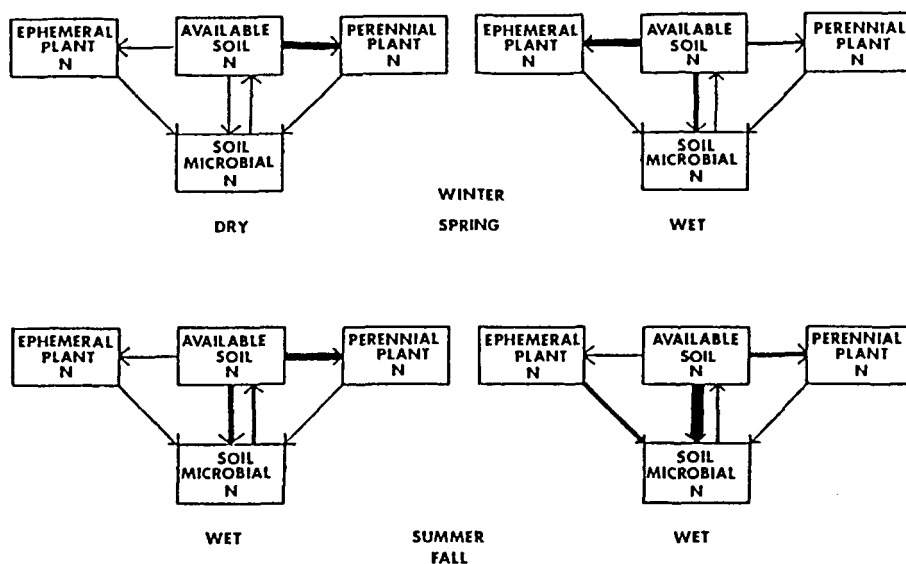 EPHEMERAL
PLANT
N
AVAILABLE
SOIL
N
PERENNIAL
PLANT
N
SOIL
MICROBIAL
N
DRY
EPHEMERAL
PLANT
N
AVAILABLE
SOIL
N
PERENNIAL
PLANT
N
SOIL
MICROBIAL
N
WET
WINTER
SPRING
EPHEMERAL
PLANT
N
AVAILABLE
SOIL
N
PERENNIAL
PLANT
N
SOIL
MICROBIAL
N
WET
EPHEMERAL
PLANT
N
AVAILABLE
SOIL
N
PERENNIAL
PLANT
N
SOIL
MICROBIAL
N
WET
SUMMER
FALL